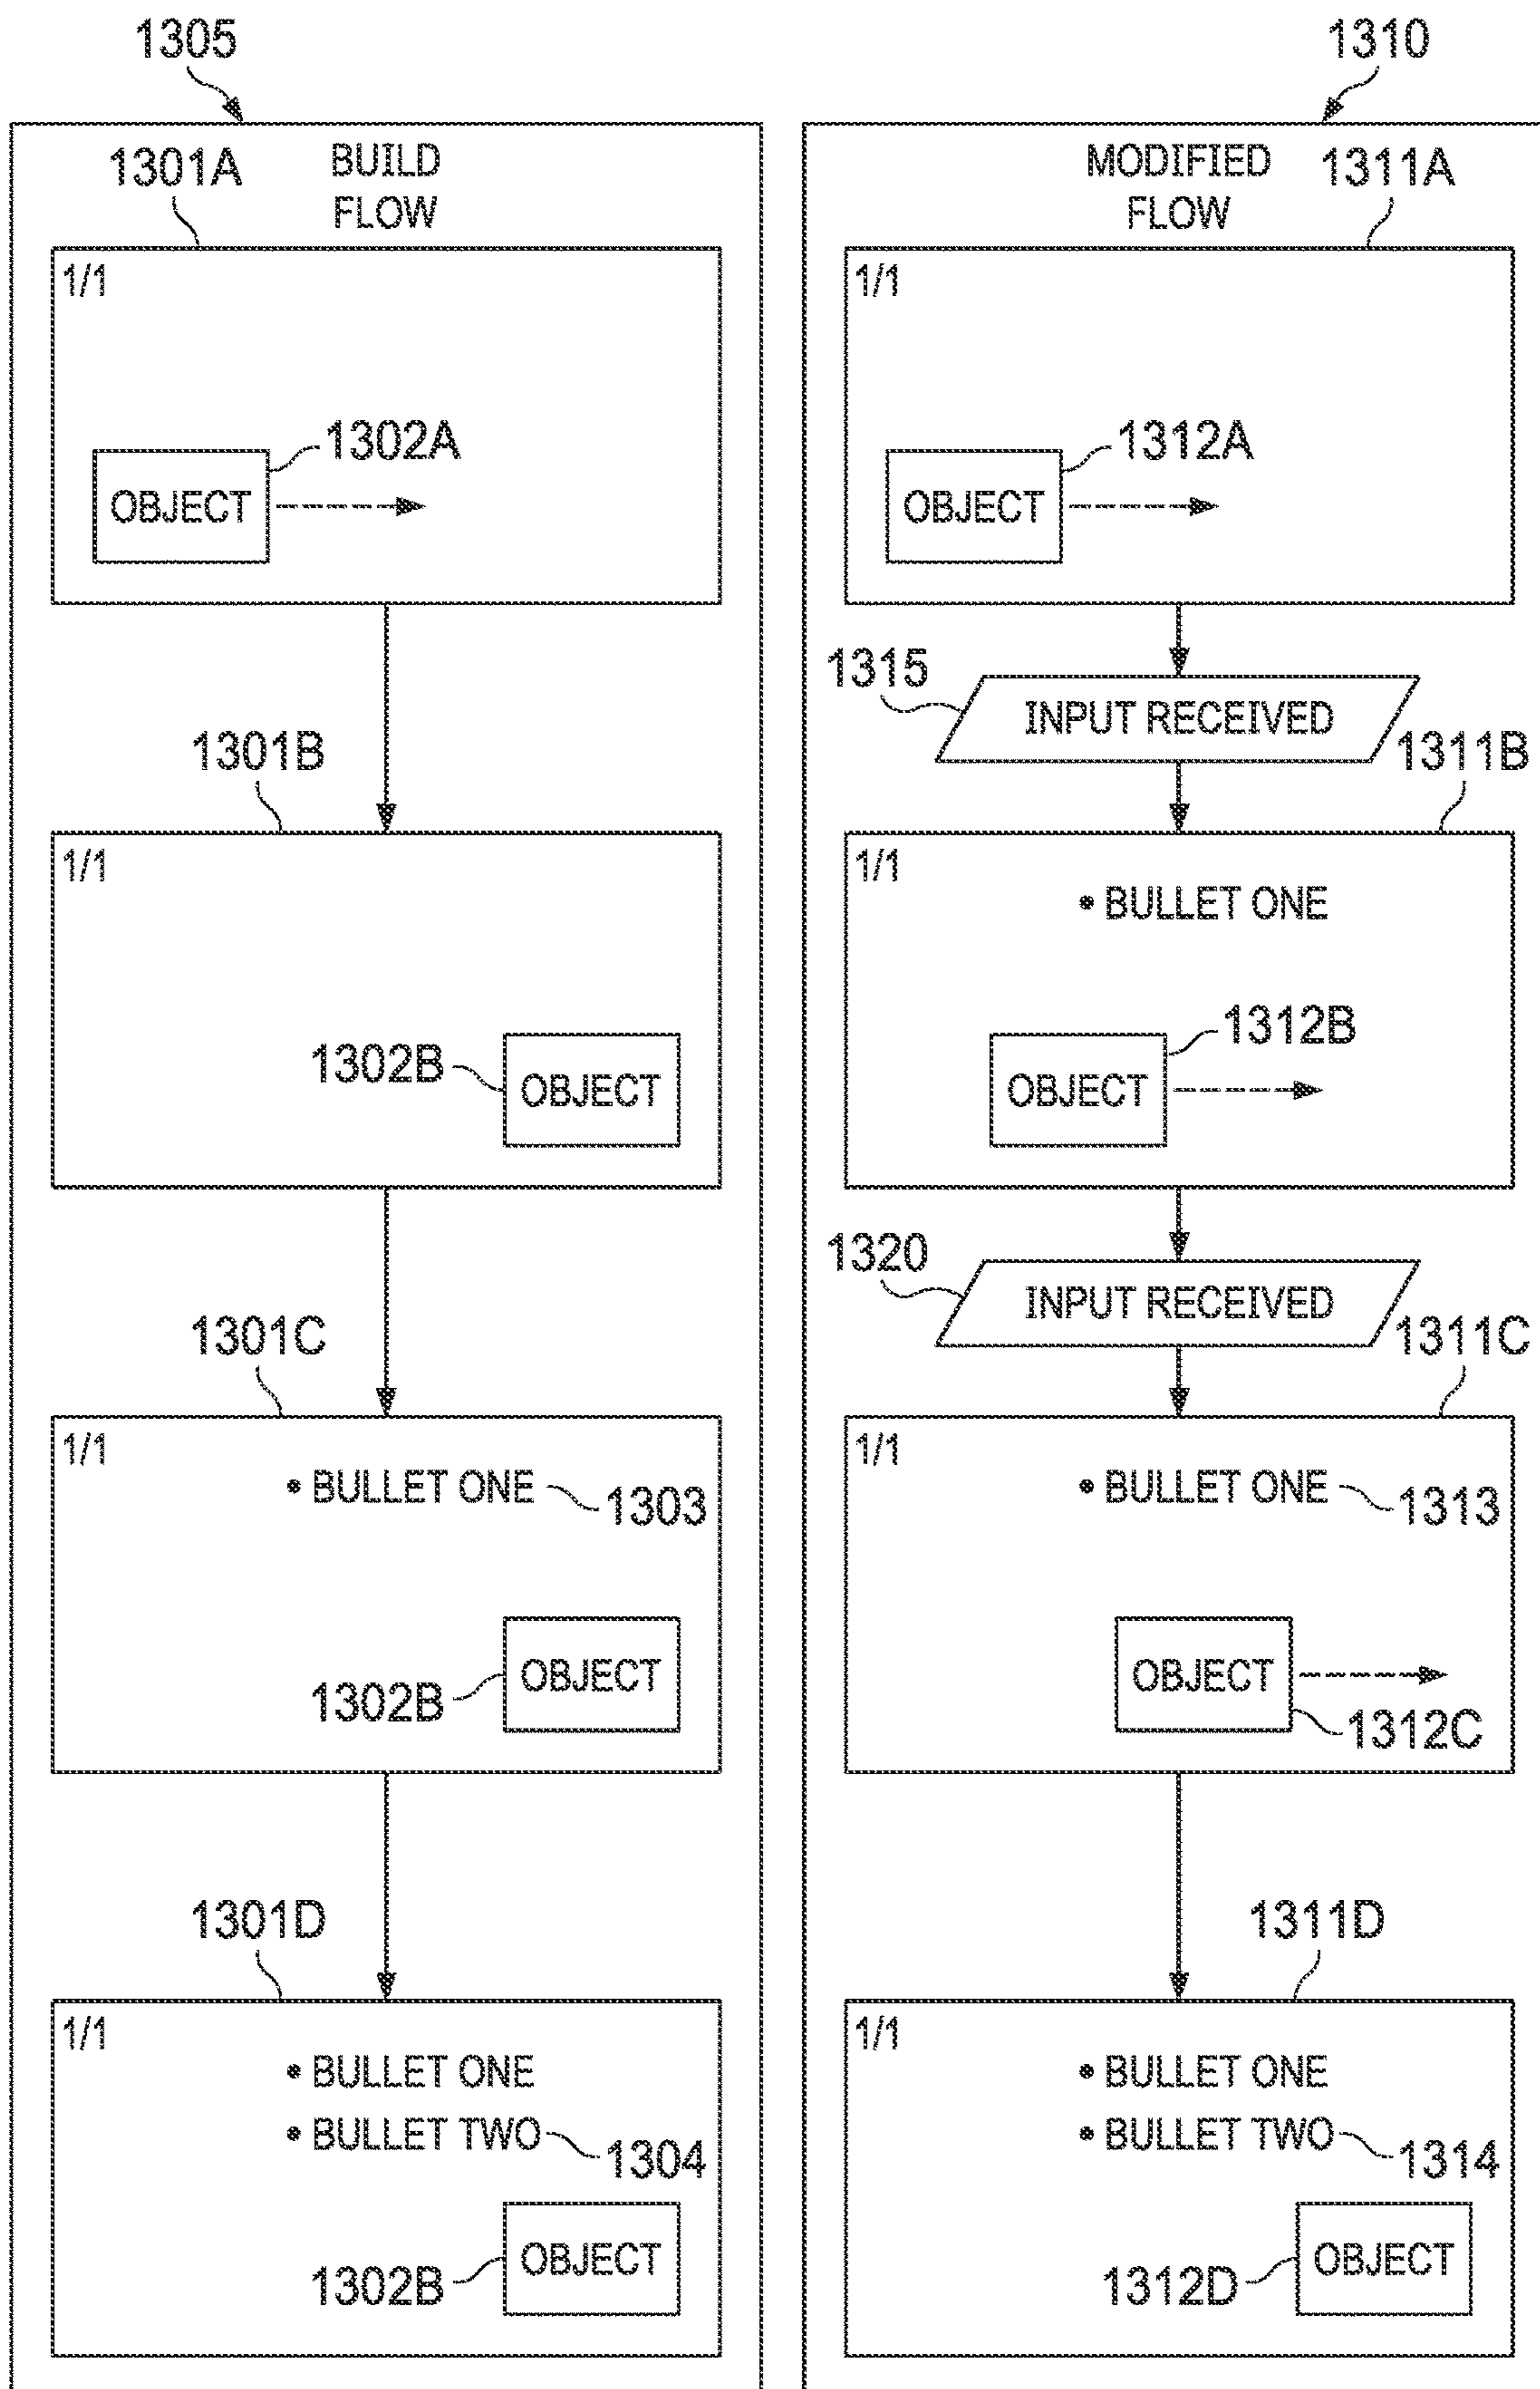 1305
BUILD
FLOW
1301A
1/1
1302A
OBJECT
1301B
1/1
1302B
OBJECT
1301C
1/1
• BULLET ONE
1303
OBJECT
1302B
1301D
1/1
• BULLET ONE
• BULLET TWO
1304
OBJECT
1302B
1310
MODIFIED
FLOW
1311A
1/1
1312A
OBJECT
1315
INPUT RECEIVED
1311B
1/1
• BULLET ONE
1312B
OBJECT
1320
INPUT RECEIVED
1311C
1/1
• BULLET ONE
1313
OBJECT
1312C
1311D
1/1
• BULLET ONE
• BULLET TWO
1314
OBJECT
1312D